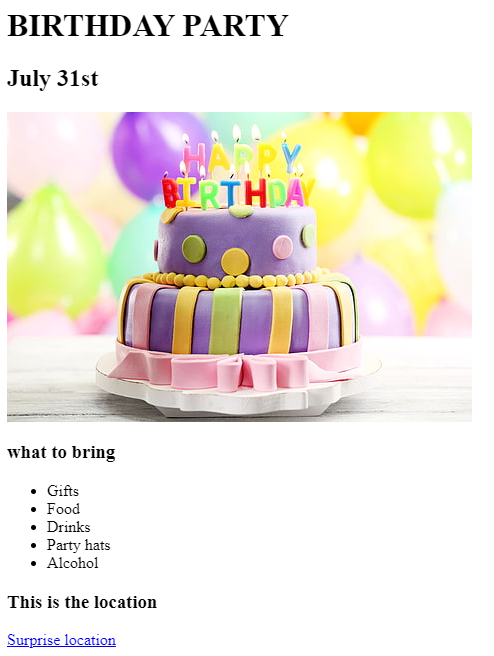 BIRTHDAY PARTY
July 31st
HAPPY
BIRTHDAY
what to bring
Gifts
Food
Drinks
Party hats
Alcohol
This is the location
Surprise location